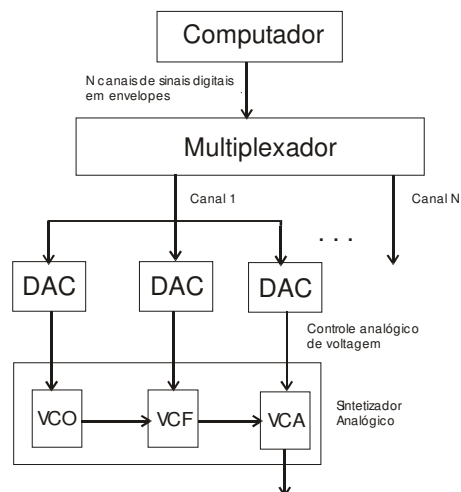 Computador
N canais de sinais digitais
em envelopes
Multiplexador
Canal 1
Canal N
. . .
DAC
DAC
DAC
Controle analógico
de voltagem
VCO
VCF
VCA
Sintetizador
Analógico